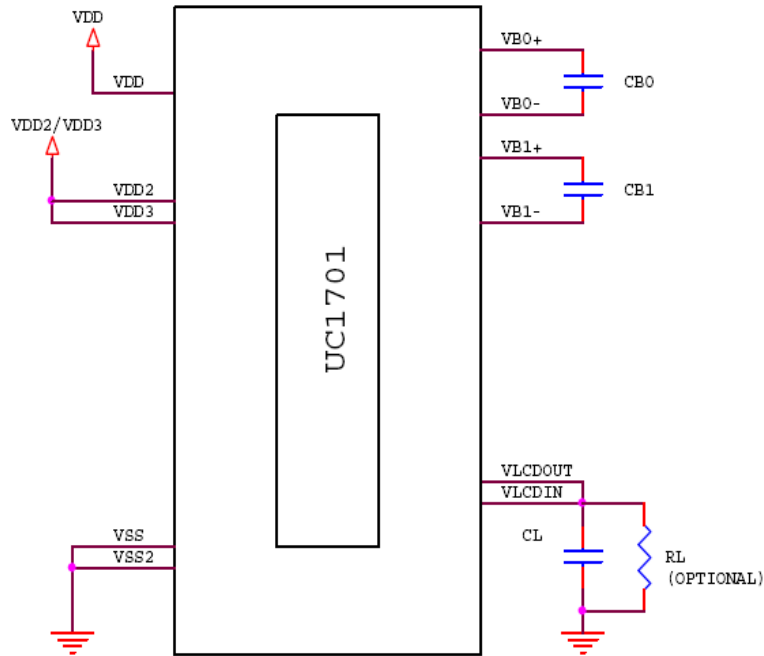 VDD
VB0+
VDD
CB0
VB0-
VDD2/VDD3
VB1+
VDD2
CB1
VDD3
VB1-
UC1701
VLCDOUT
VLCDIN
VSS
CL
VSS2
RL
(OPTIONAL)